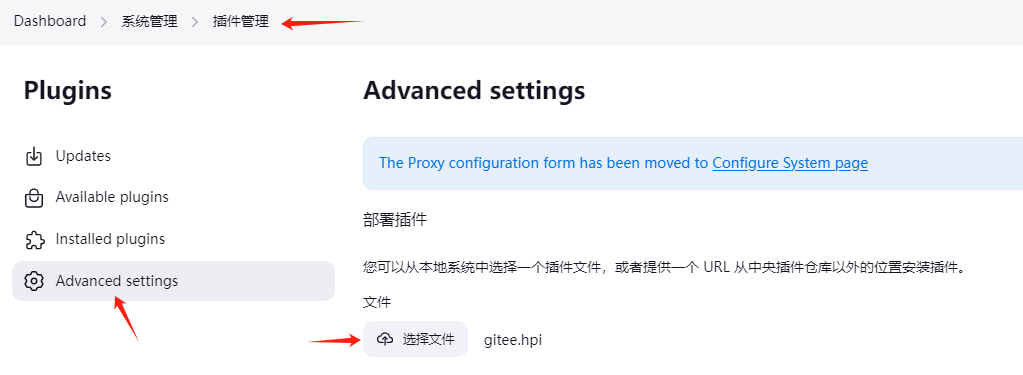 Dashboard > 系统管理 > 插件管理
Plugins
Updates
Available plugins
Installed plugins
Advanced settings
Advanced settings
The Proxy configuration form has been moved to Configure System page
部署插件
您可以从本地系统中选择一个插件文件，或者提供一个 URL 从中央插件仓库以外的位置安装插件。
文件
选择文件 gitee.hpi